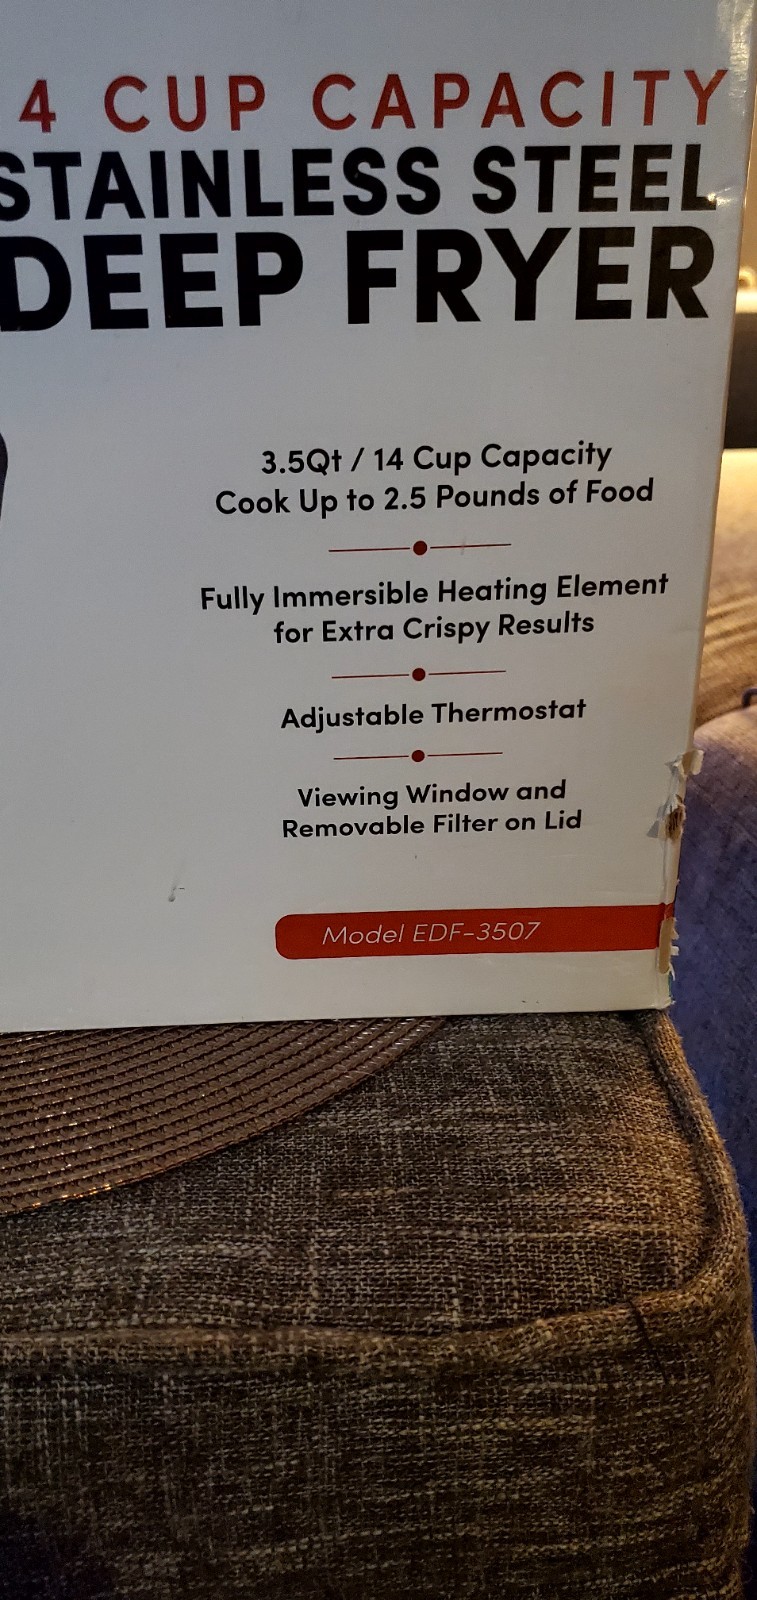 4 CUP CAPACITY
STAINLESS STEEL
DEEP FRYER
3.5Qt / 14 Cup Capacity
Cook Up to 2.5 Pounds of Food
Fully Immersible Heating Element
for Extra Crispy Results
Adjustable Thermostat
Viewing Window and
Removable Filter on Lid
Model EDF-3507